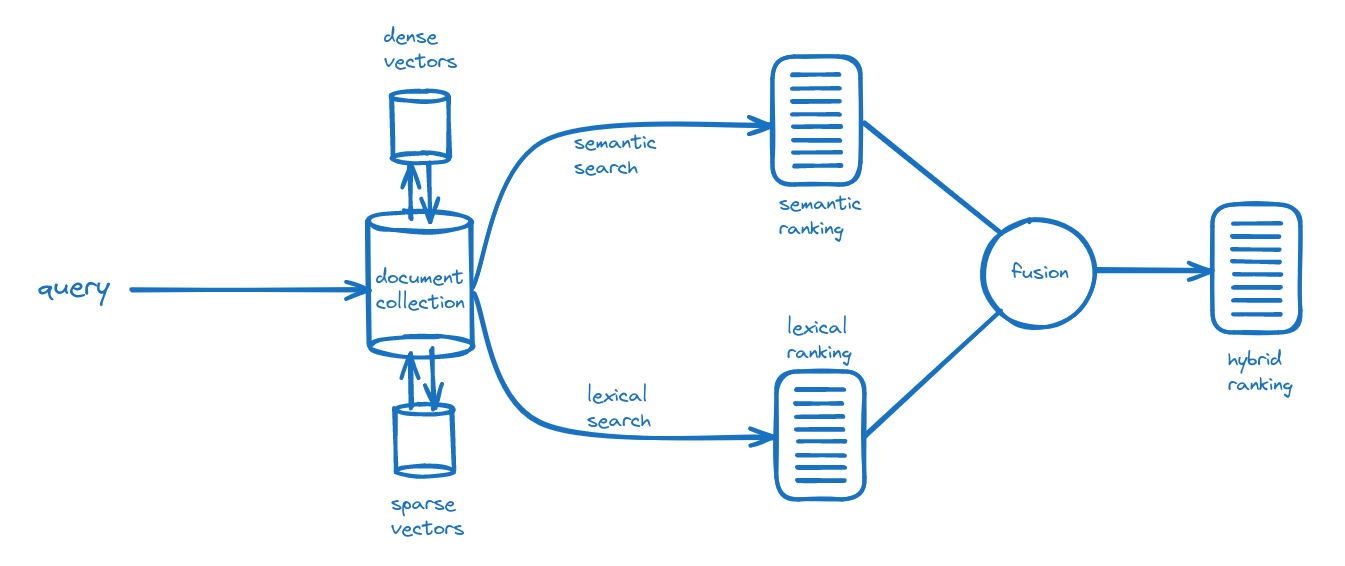 dense
vectors
query
document
collection
sparse
vectors
semantic
search
lexical
search
semantic
ranking
lexical
ranking
fusion
hybrid
ranking